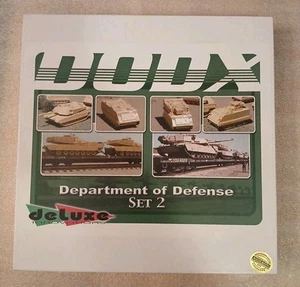 DODX
Department of Defense
SET 2
deluxe